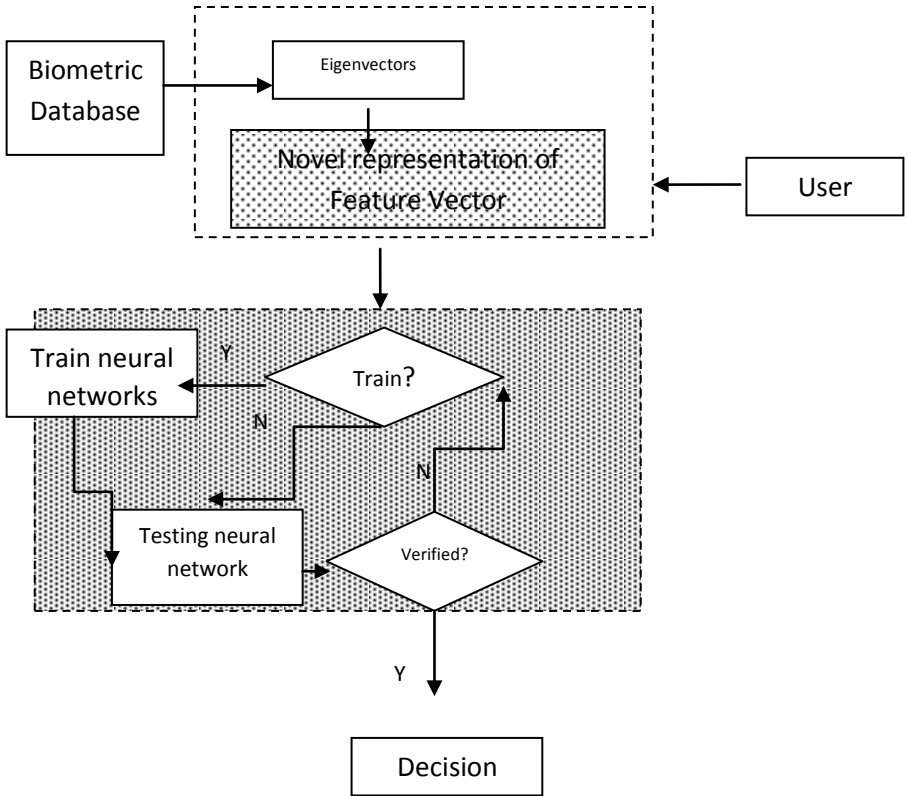 Biometric
Database
Eigenvectors
Novel representation of
Feature Vector
User
Train neural
networks
Y
Train?
N
N
Testing neural
network
Verified?
Y
Decision